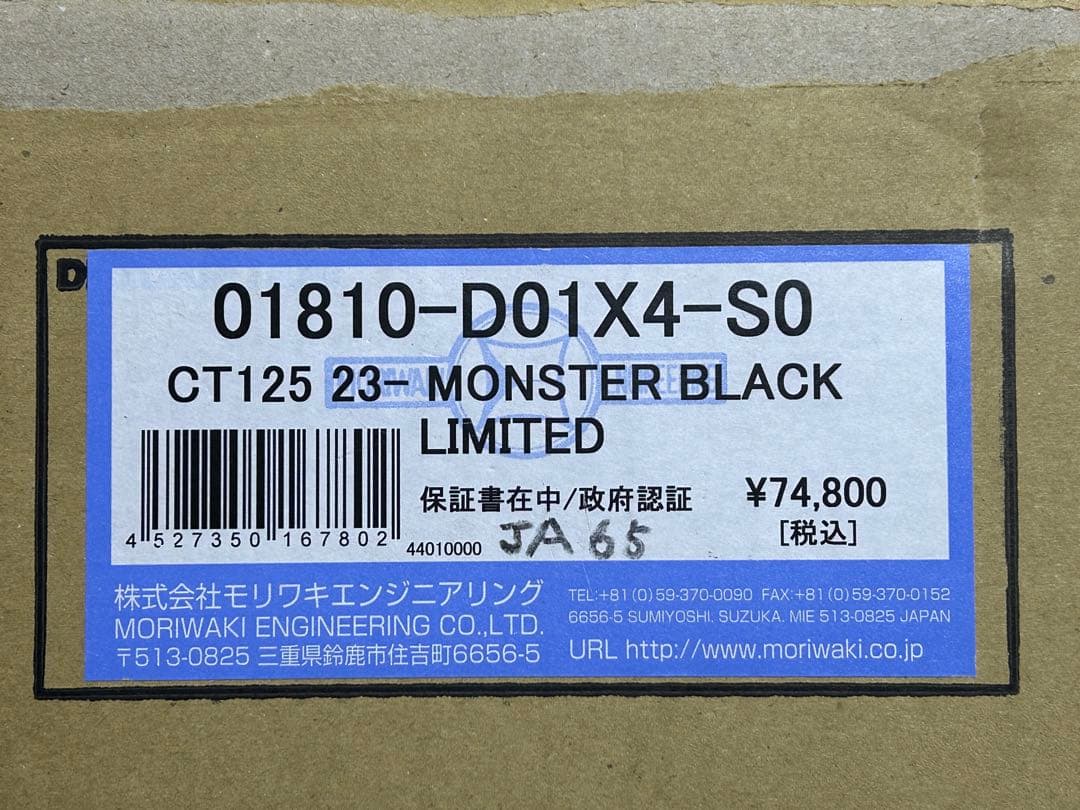 D
01810-D01X4-S0
CT125 23- MONSTER BLACK
LIMITED
保証書在中/政府認証
¥74,800
[税込]
4 527350 167802
44010000
JA65
株式会社モリワキエンジニアリング
MORIWAKI ENGINEERING CO.,LTD.
〒513-0825 三重県鈴鹿市住吉町6656-5
TEL:+81(0)59-370-0090 FAX:+81(0)59-370-0152
6656-5 SUMIYOSHI. SUZUKA. MIE 513-0825 JAPAN
URL http://www.moriwaki.co.jp